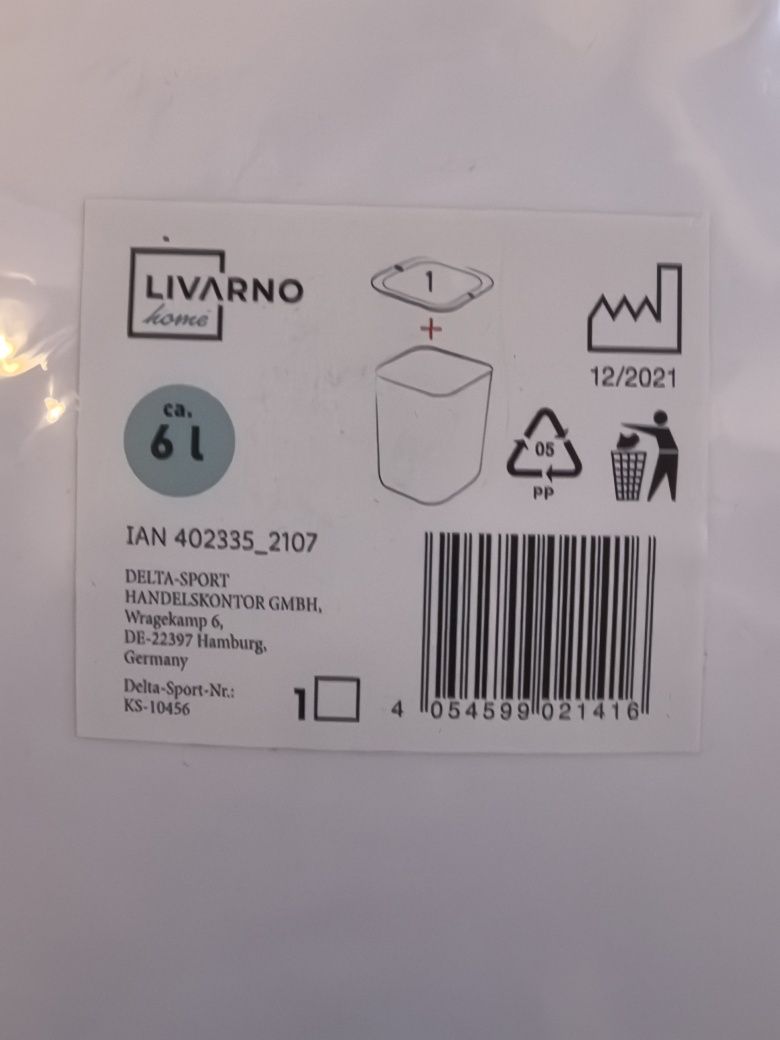 LIVARNO
home
1
+
12/2021
ca.
6 l
05
PP
IAN 402335_2107
DELTA-SPORT
HANDELSKONTOR GMBH,
Wragekamp 6,
DE-22397 Hamburg,
Germany
Delta-Sport-Nr.:
KS-10456
1
4 054599 021416